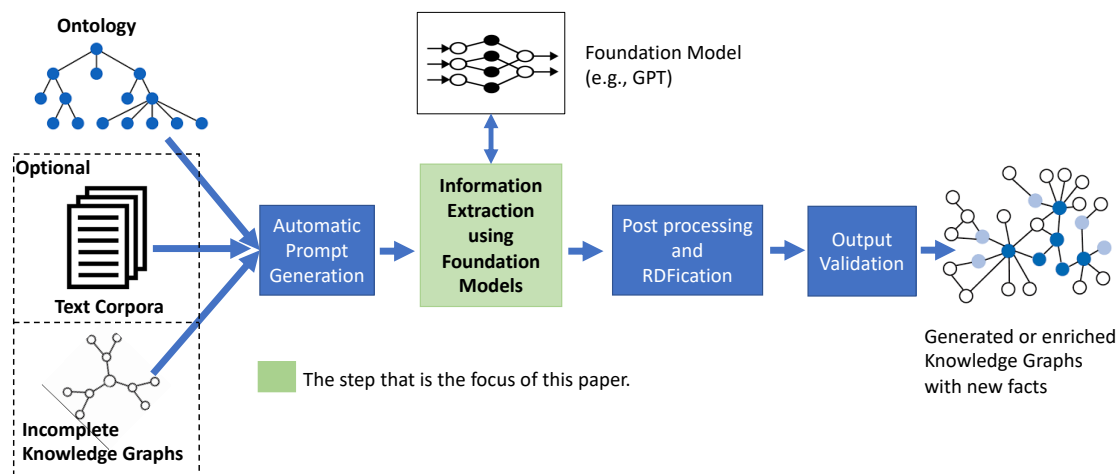 Ontology
Optional
Text Corpora
Incomplete
Knowledge Graphs
Automatic
Prompt
Generation
Foundation Model
(e.g., GPT)
Information
Extraction
using
Foundation
Models
Post processing
and
RDFication
Output
Validation
Generated or enriched
Knowledge Graphs
with new facts
The step that is the focus of this paper.